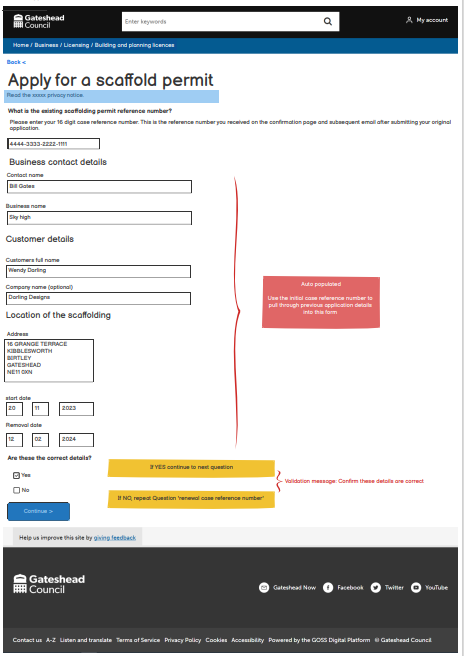 Gateshead
Council
Enter keywords
My account
Home / Business / Licensing / Building and planning licences
Back <
Apply for a scaffold permit
Read the xxxxx privacy notice.
What is the existing scaffolding permit reference number?
Please enter your 16 digit case reference number. This is the reference number you received on the confirmation page and subsequent email after submitting your original
application.
4444-3333-2222-1111
Business contact details
Contact name
Bill Gates
Business name
Sky high
Customer details
Customers full name
Wendy Darling
Company name (optional)
Darling Designs
Location of the scaffolding
Address
16 GRANGE TERRACE
KIBBLESWORTH
BIRTLEY
GATESHEAD
NE11 0XN
start date
20 11 2023
Removal date
12 02 2024
Auto populated
Use the initial case reference number to
pull through previous application details
into this form
Are these the correct details?
Yes
No
If YES continue to next question
If NO, repeat Question 'renewal case reference number"
Validation message: Confirm these details are correct
Continue >
Help us improve this site by giving feedback
Gateshead
Council
Gateshead Now Facebook Twitter YouTube
Contact us A-Z Listen and translate Terms of Service Privacy Policy Cookies Accessibility Powered by the GOSS Digital Platform © Gateshead Council